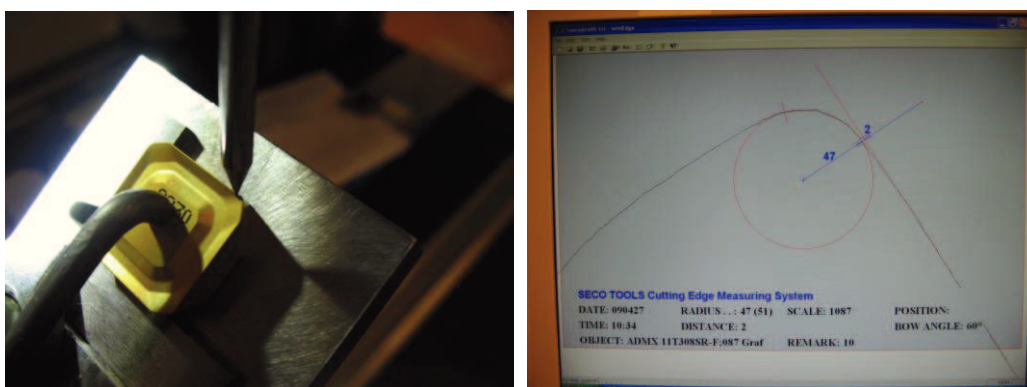 2
47
SECO TOOLS Cutting Edge Measuring System
DATE: 090427 RADIUS . . : 47 (51) SCALE: 1087 POSITION:
TIME: 10:34 DISTANCE: 2 BOW ANGLE: 60°
OBJECT: ADMX 11T308SR-F;087 Graf REMARK: 10